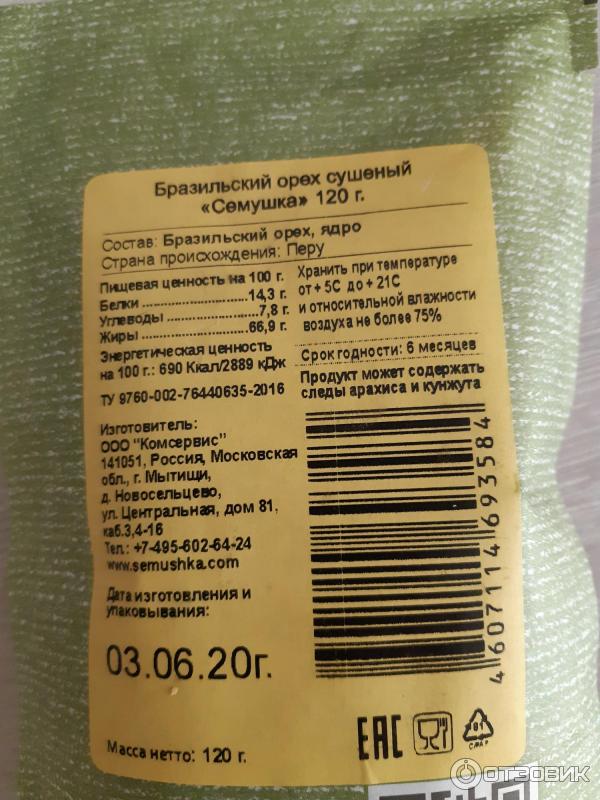 Бразильский орех сушеный
«Семушка» 120 г.
Состав: Бразильский орех, ядро
Страна происхождения: Перу
Пищевая ценность на 100 г.
Белки ....................14,3 г.
Углеводы ................7,8 г.
Жиры ....................66,9 г.
Энергетическая ценность
на 100 г.: 690 Ккал/2889 кДж
ТУ 9760-002-76440635-2016
Хранить при температуре
от + 5С до + 21С
и относительной влажности
воздуха не более 75%
Срок годности: 6 месяцев
Продукт может содержать
следы арахиса и кунжута
Изготовитель:
ООО "Комсервис"
141051, Россия, Московская
обл., г. Мытищи,
д. Новосельцево,
ул. Центральная, дом 81,
каб.3,4-16
Тел.: +7-495-602-64-24
www.semushka.com
Дата изготовления и
упаковывания:
03.06.20г.
Масса нетто: 120 г.
4 607114 693584
EAC
81
C/PAP
ОТЗОВИК